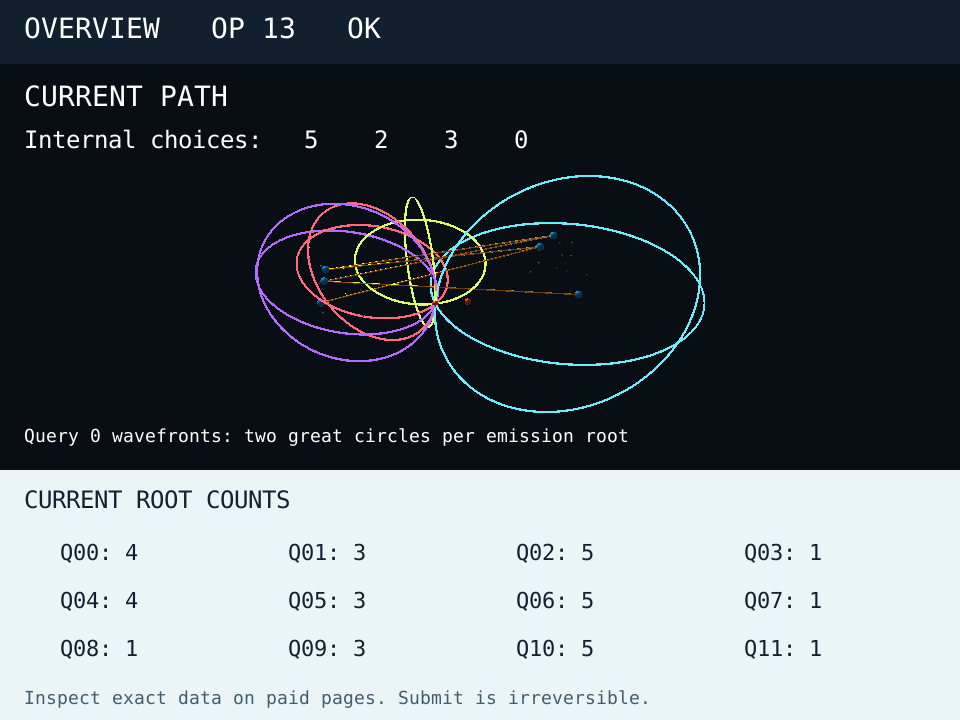 OVERVIEW OP 13 OK
CURRENT PATH
Internal choices: 5 2 3 0
Query 0 wavefronts: two great circles per emission root
CURRENT ROOT COUNTS
Q00: 4 Q01: 3 Q02: 5 Q03: 1
Q04: 4 Q05: 3 Q06: 5 Q07: 1
Q08: 1 Q09: 3 Q10: 5 Q11: 1
Inspect exact data on paid pages. Submit is irreversible.